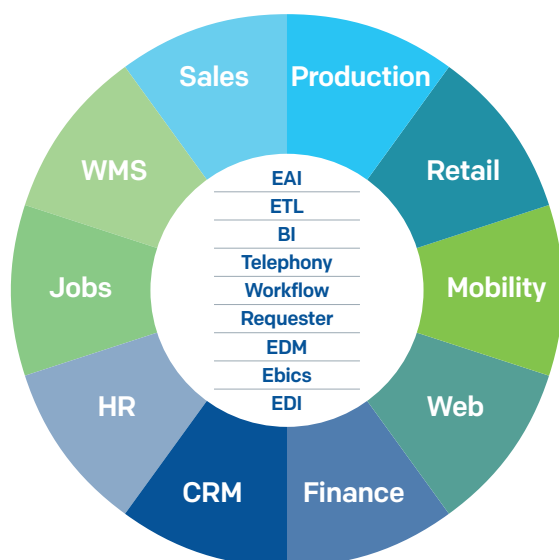 Sales
Production
WMS
Retail
Jobs
Mobility
HR
Web
CRM
Finance
EAI
ETL
BI
Telephony
Workflow
Requester
EDM
Ebics
EDI